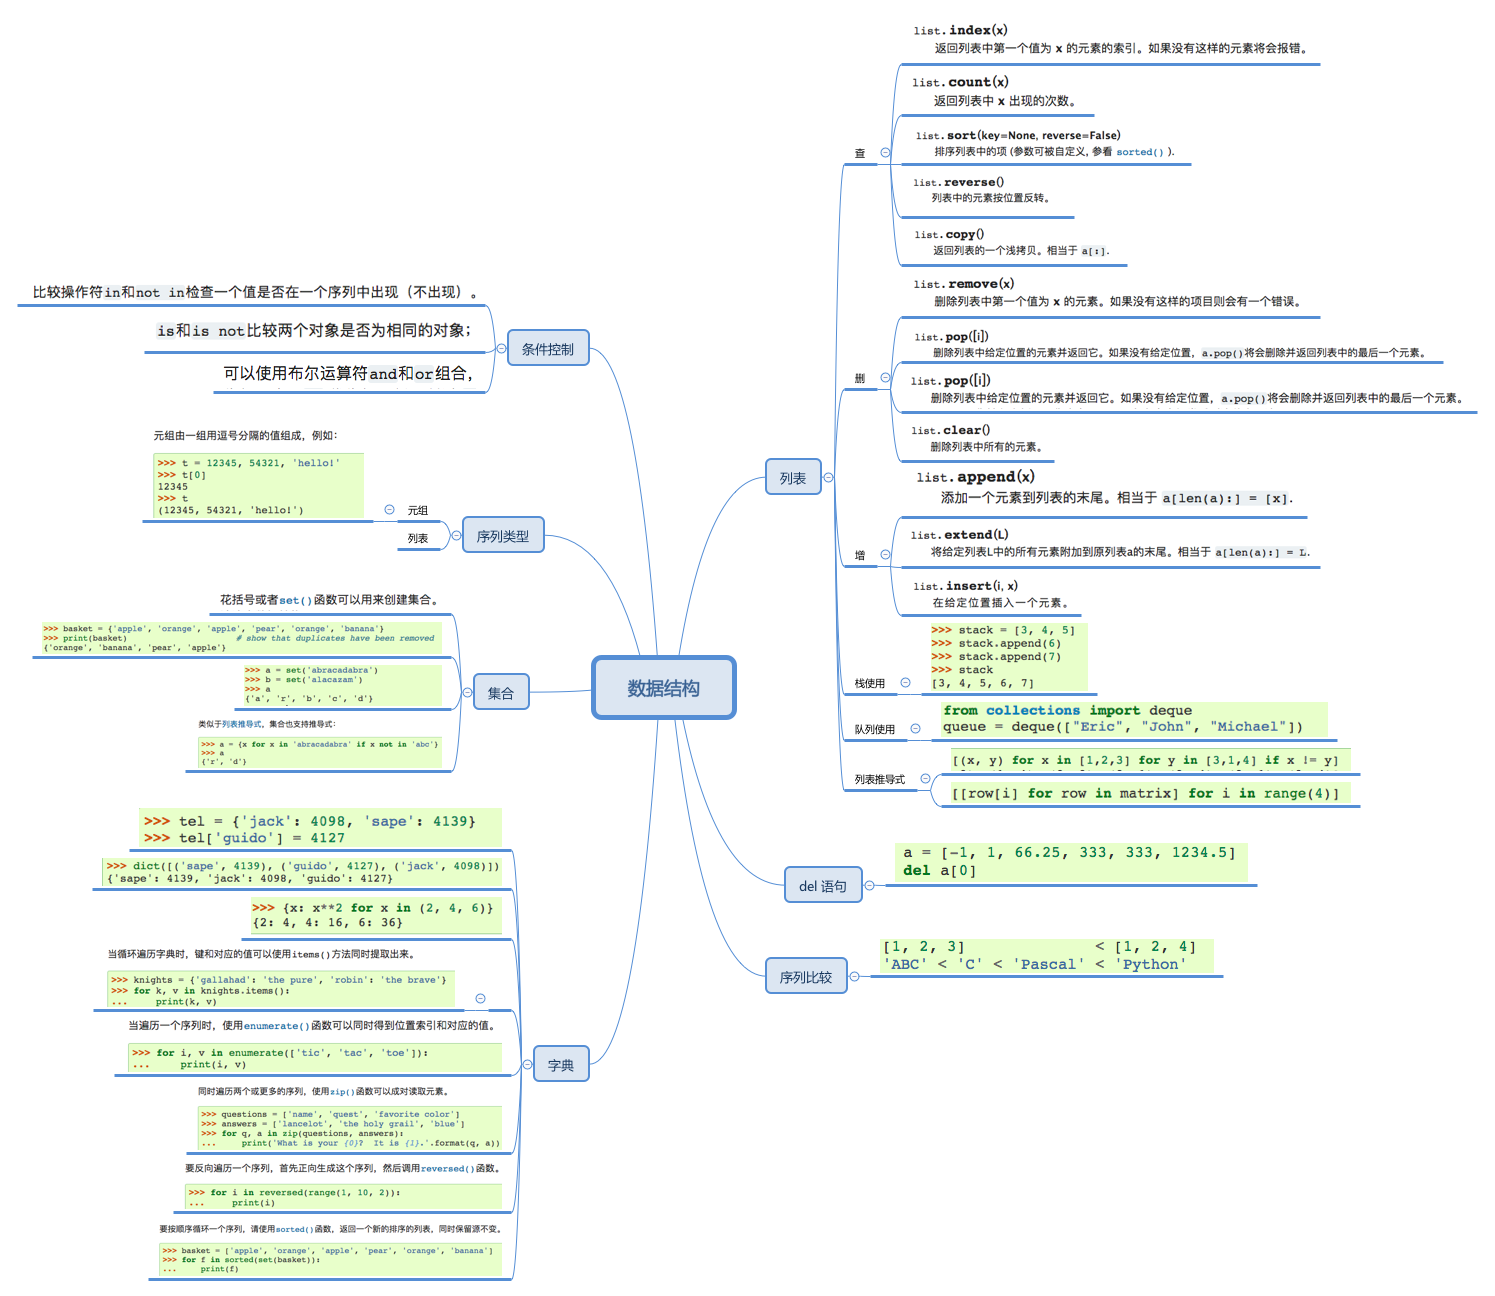 数据结构
列表
查
list.index(x)
返回列表中第一个值为 x 的元素的索引。如果没有这样的元素将会报错。
list.count(x)
返回列表中 x 出现的次数。
list.sort(key=None, reverse=False)
排序列表中的项 (参数可被自定义, 参看 sorted() ).
list.reverse()
列表中的元素按位置反转。
list.copy()
返回列表的一个浅拷贝。相当于 a[:].
删
list.remove(x)
删除列表中第一个值为 x 的元素。如果没有这样的项目则会有一个错误。
list.pop([i])
删除列表中给定位置的元素并返回它。如果没有给定位置，a.pop()将会删除并返回列表中的最后一个元素。
list.pop([i])
删除列表中给定位置的元素并返回它。如果没有给定位置，a.pop()将会删除并返回列表中的最后一个元素。
list.clear()
删除列表中所有的元素。
增
list.append(x)
添加一个元素到列表的末尾。相当于 a[len(a):] = [x].
list.extend(L)
将给定列表L中的所有元素附加到原列表a的末尾。相当于 a[len(a):] = L.
list.insert(i, x)
在给定位置插入一个元素。
栈使用
>>> stack = [3, 4, 5]
>>> stack.append(6)
>>> stack.append(7)
>>> stack
[3, 4, 5, 6, 7]
队列使用
from collections import deque
queue = deque(["Eric", "John", "Michael"])
列表推导式
[(x, y) for x in [1,2,3] for y in [3,1,4] if x != y]
[[row[i] for row in matrix] for i in range(4)]
del 语句
a = [-1, 1, 66.25, 333, 333, 1234.5]
del a[0]
序列比较
[1, 2, 3]              < [1, 2, 4]
'ABC' < 'C' < 'Pascal' < 'Python'
条件控制
比较操作符in和not in检查一个值是否在一个序列中出现（不出现）。
is和is not比较两个对象是否为相同的对象；
可以使用布尔运算符and和or组合，
序列类型
元组
元组由一组用逗号分隔的值组成，例如：
>>> t = 12345, 54321, 'hello!'
>>> t[0]
12345
>>> t
(12345, 54321, 'hello!')
列表
集合
花括号或者set()函数可以用来创建集合。
>>> basket = {'apple', 'orange', 'apple', 'pear', 'orange', 'banana'}
>>> print(basket)                      # show that duplicates have been removed
{'orange', 'banana', 'pear', 'apple'}
>>> a = set('abracadabra')
>>> b = set('alacazam')
>>> a
{'a', 'r', 'b', 'c', 'd'}
类似于列表推导式，集合也支持推导式：
>>> a = {x for x in 'abracadabra' if x not in 'abc'}
>>> a
{'r', 'd'}
字典
>>> tel = {'jack': 4098, 'sape': 4139}
>>> tel['guido'] = 4127
>>> dict([('sape', 4139), ('guido', 4127), ('jack', 4098)])
{'sape': 4139, 'jack': 4098, 'guido': 4127}
>>> {x: x**2 for x in (2, 4, 6)}
{2: 4, 4: 16, 6: 36}
当循环遍历字典时，键和对应的值可以使用items()方法同时提取出来。
>>> knights = {'gallahad': 'the pure', 'robin': 'the brave'}
>>> for k, v in knights.items():
...     print(k, v)
当遍历一个序列时，使用enumerate()函数可以同时得到位置索引和对应的值。
>>> for i, v in enumerate(['tic', 'tac', 'toe']):
...     print(i, v)
同时遍历两个或更多的序列，使用zip()函数可以成对读取元素。
>>> questions = ['name', 'quest', 'favorite color']
>>> answers = ['lancelot', 'the holy grail', 'blue']
>>> for q, a in zip(questions, answers):
...     print('What is your {0}?  It is {1}.'.format(q, a))
要反向遍历一个序列，首先正向生成这个序列，然后调用reversed()函数。
>>> for i in reversed(range(1, 10, 2)):
...     print(i)
要按顺序循环一个序列，请使用sorted()函数，返回一个新的排序的列表，同时保留源不变。
>>> basket = ['apple', 'orange', 'apple', 'pear', 'orange', 'banana']
>>> for f in sorted(set(basket)):
...     print(f)